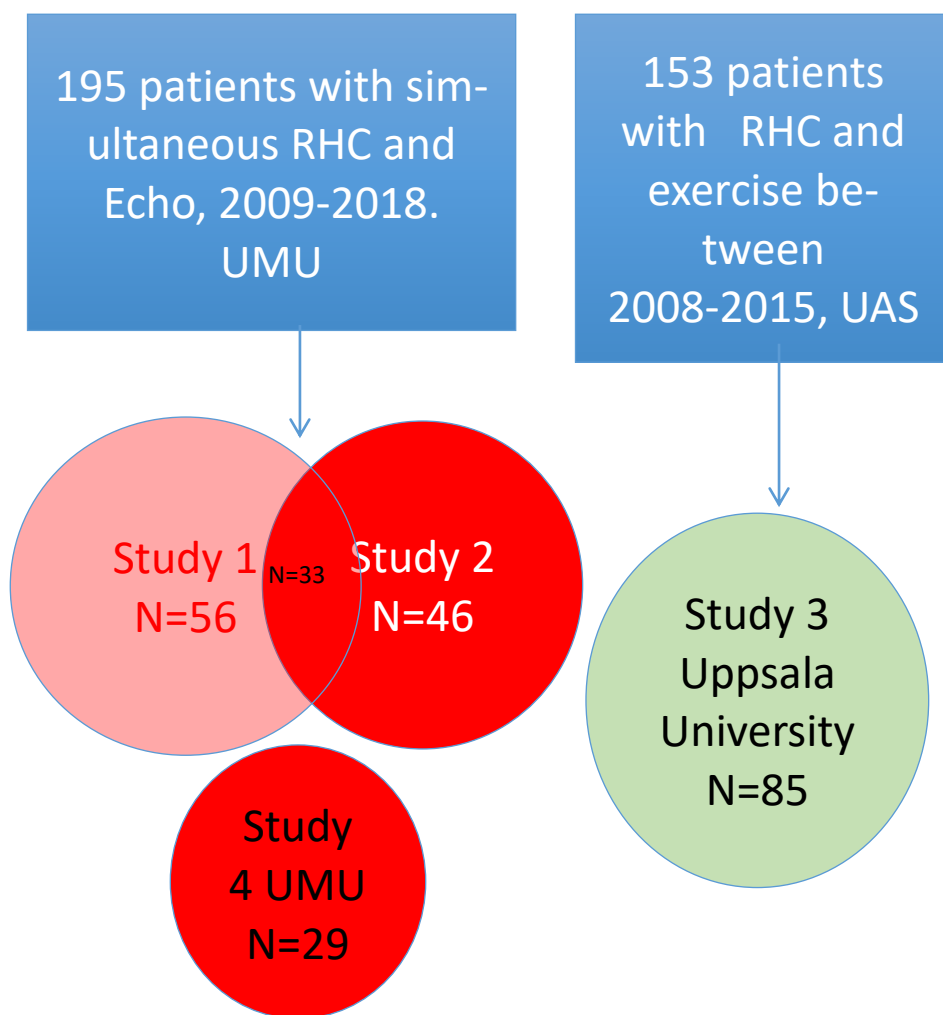 195 patients with sim-
ultaneous RHC and
Echo, 2009-2018.
UMU
153 patients
with RHC and
exercise be-
tween
2008-2015, UAS
Study 1
N=56
N=33
Study 2
N=46
Study 3
Uppsala
University
N=85
Study
4 UMU
N=29